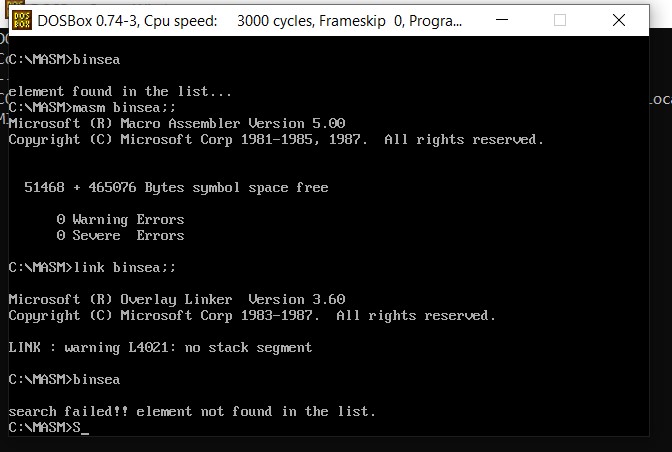 DOSBox 0.74-3, Cpu speed: 3000 cycles, Frameskip 0, Progra...
C:\MASM>binsea
element found in the list...
C:\MASM>masm binsea;;
Microsoft (R) Macro Assembler Version 5.00
Copyright (C) Microsoft Corp 1981-1985, 1987. All rights reserved.
51468 + 465076 Bytes symbol space free
0 Warning Errors
0 Severe Errors
C:\MASM>link binsea;;
Microsoft (R) Overlay Linker Version 3.60
Copyright (C) Microsoft Corp 1983-1987. All rights reserved.
LINK : warning L4021: no stack segment
C:\MASM>binsea
search failed!! element not found in the list.
C:\MASM>S_